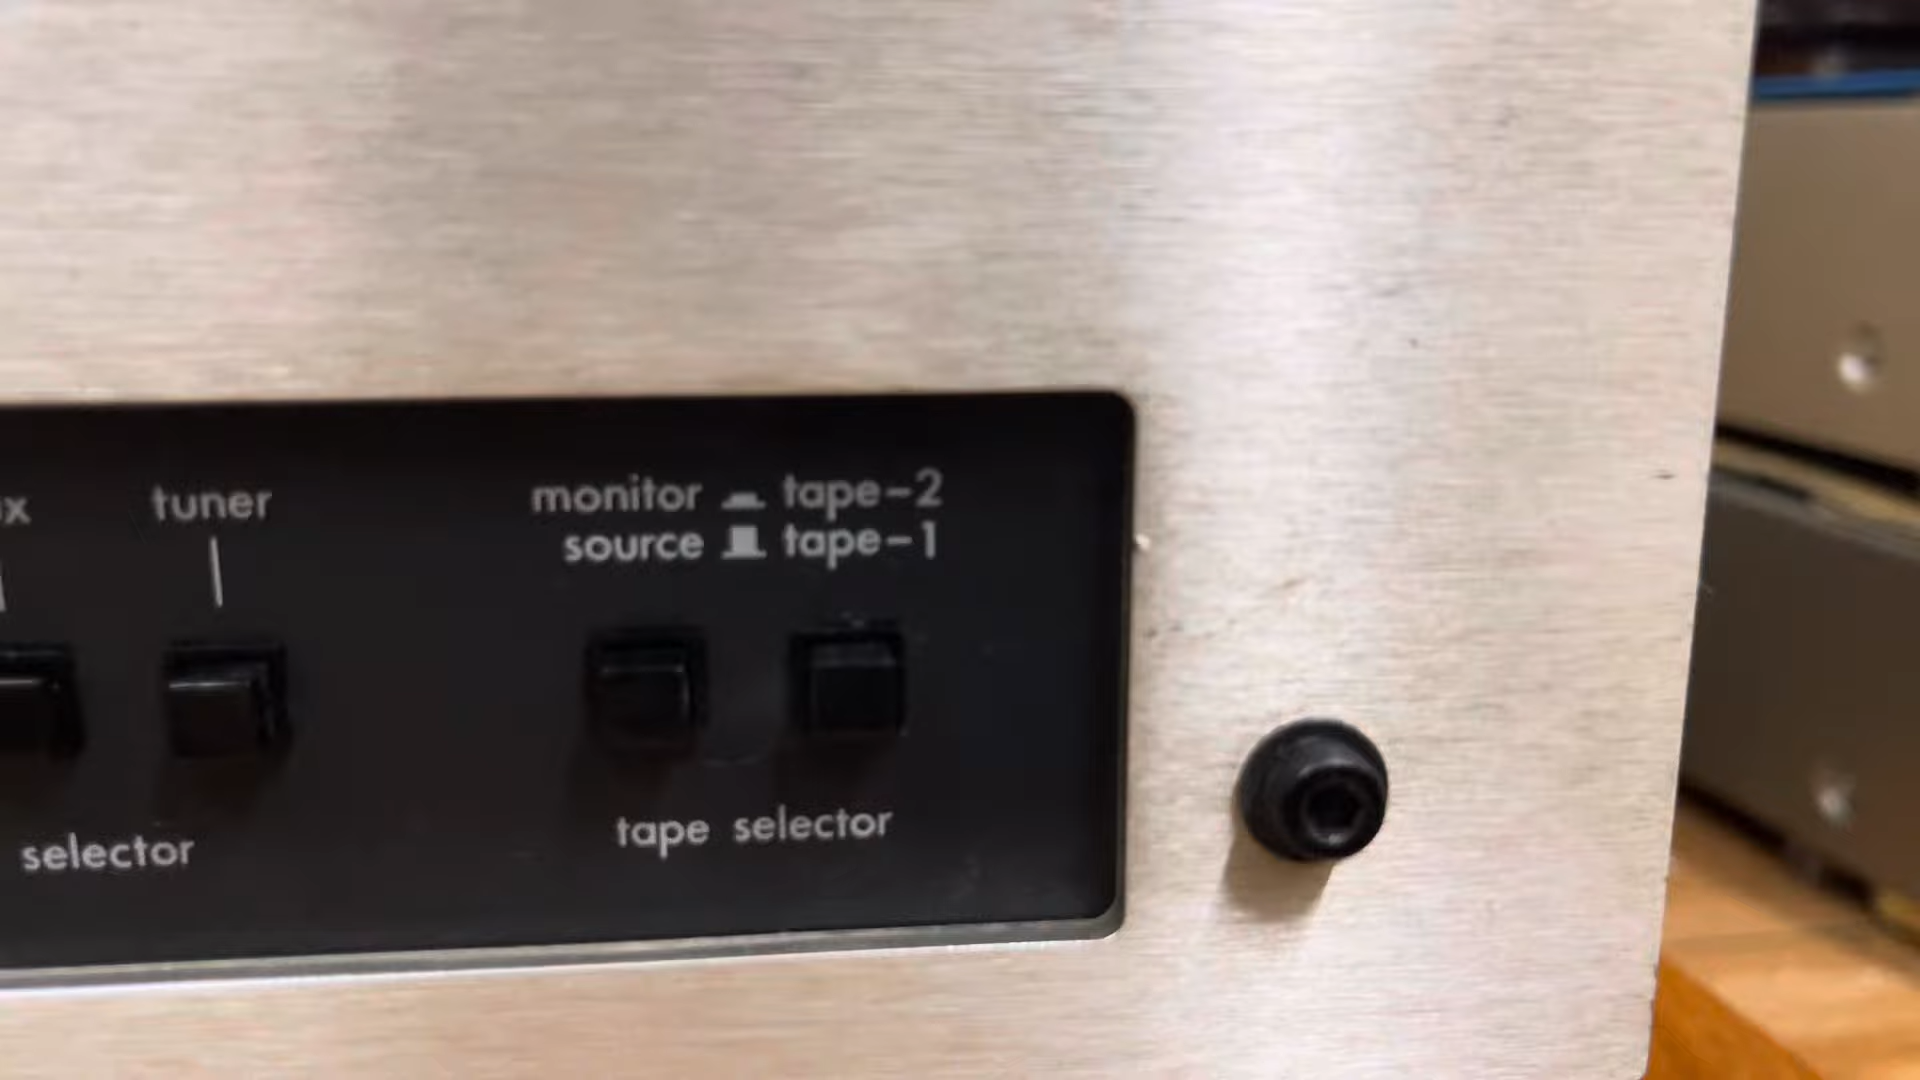 tuner
monitor tape-2
source tape-1
selector
tape selector